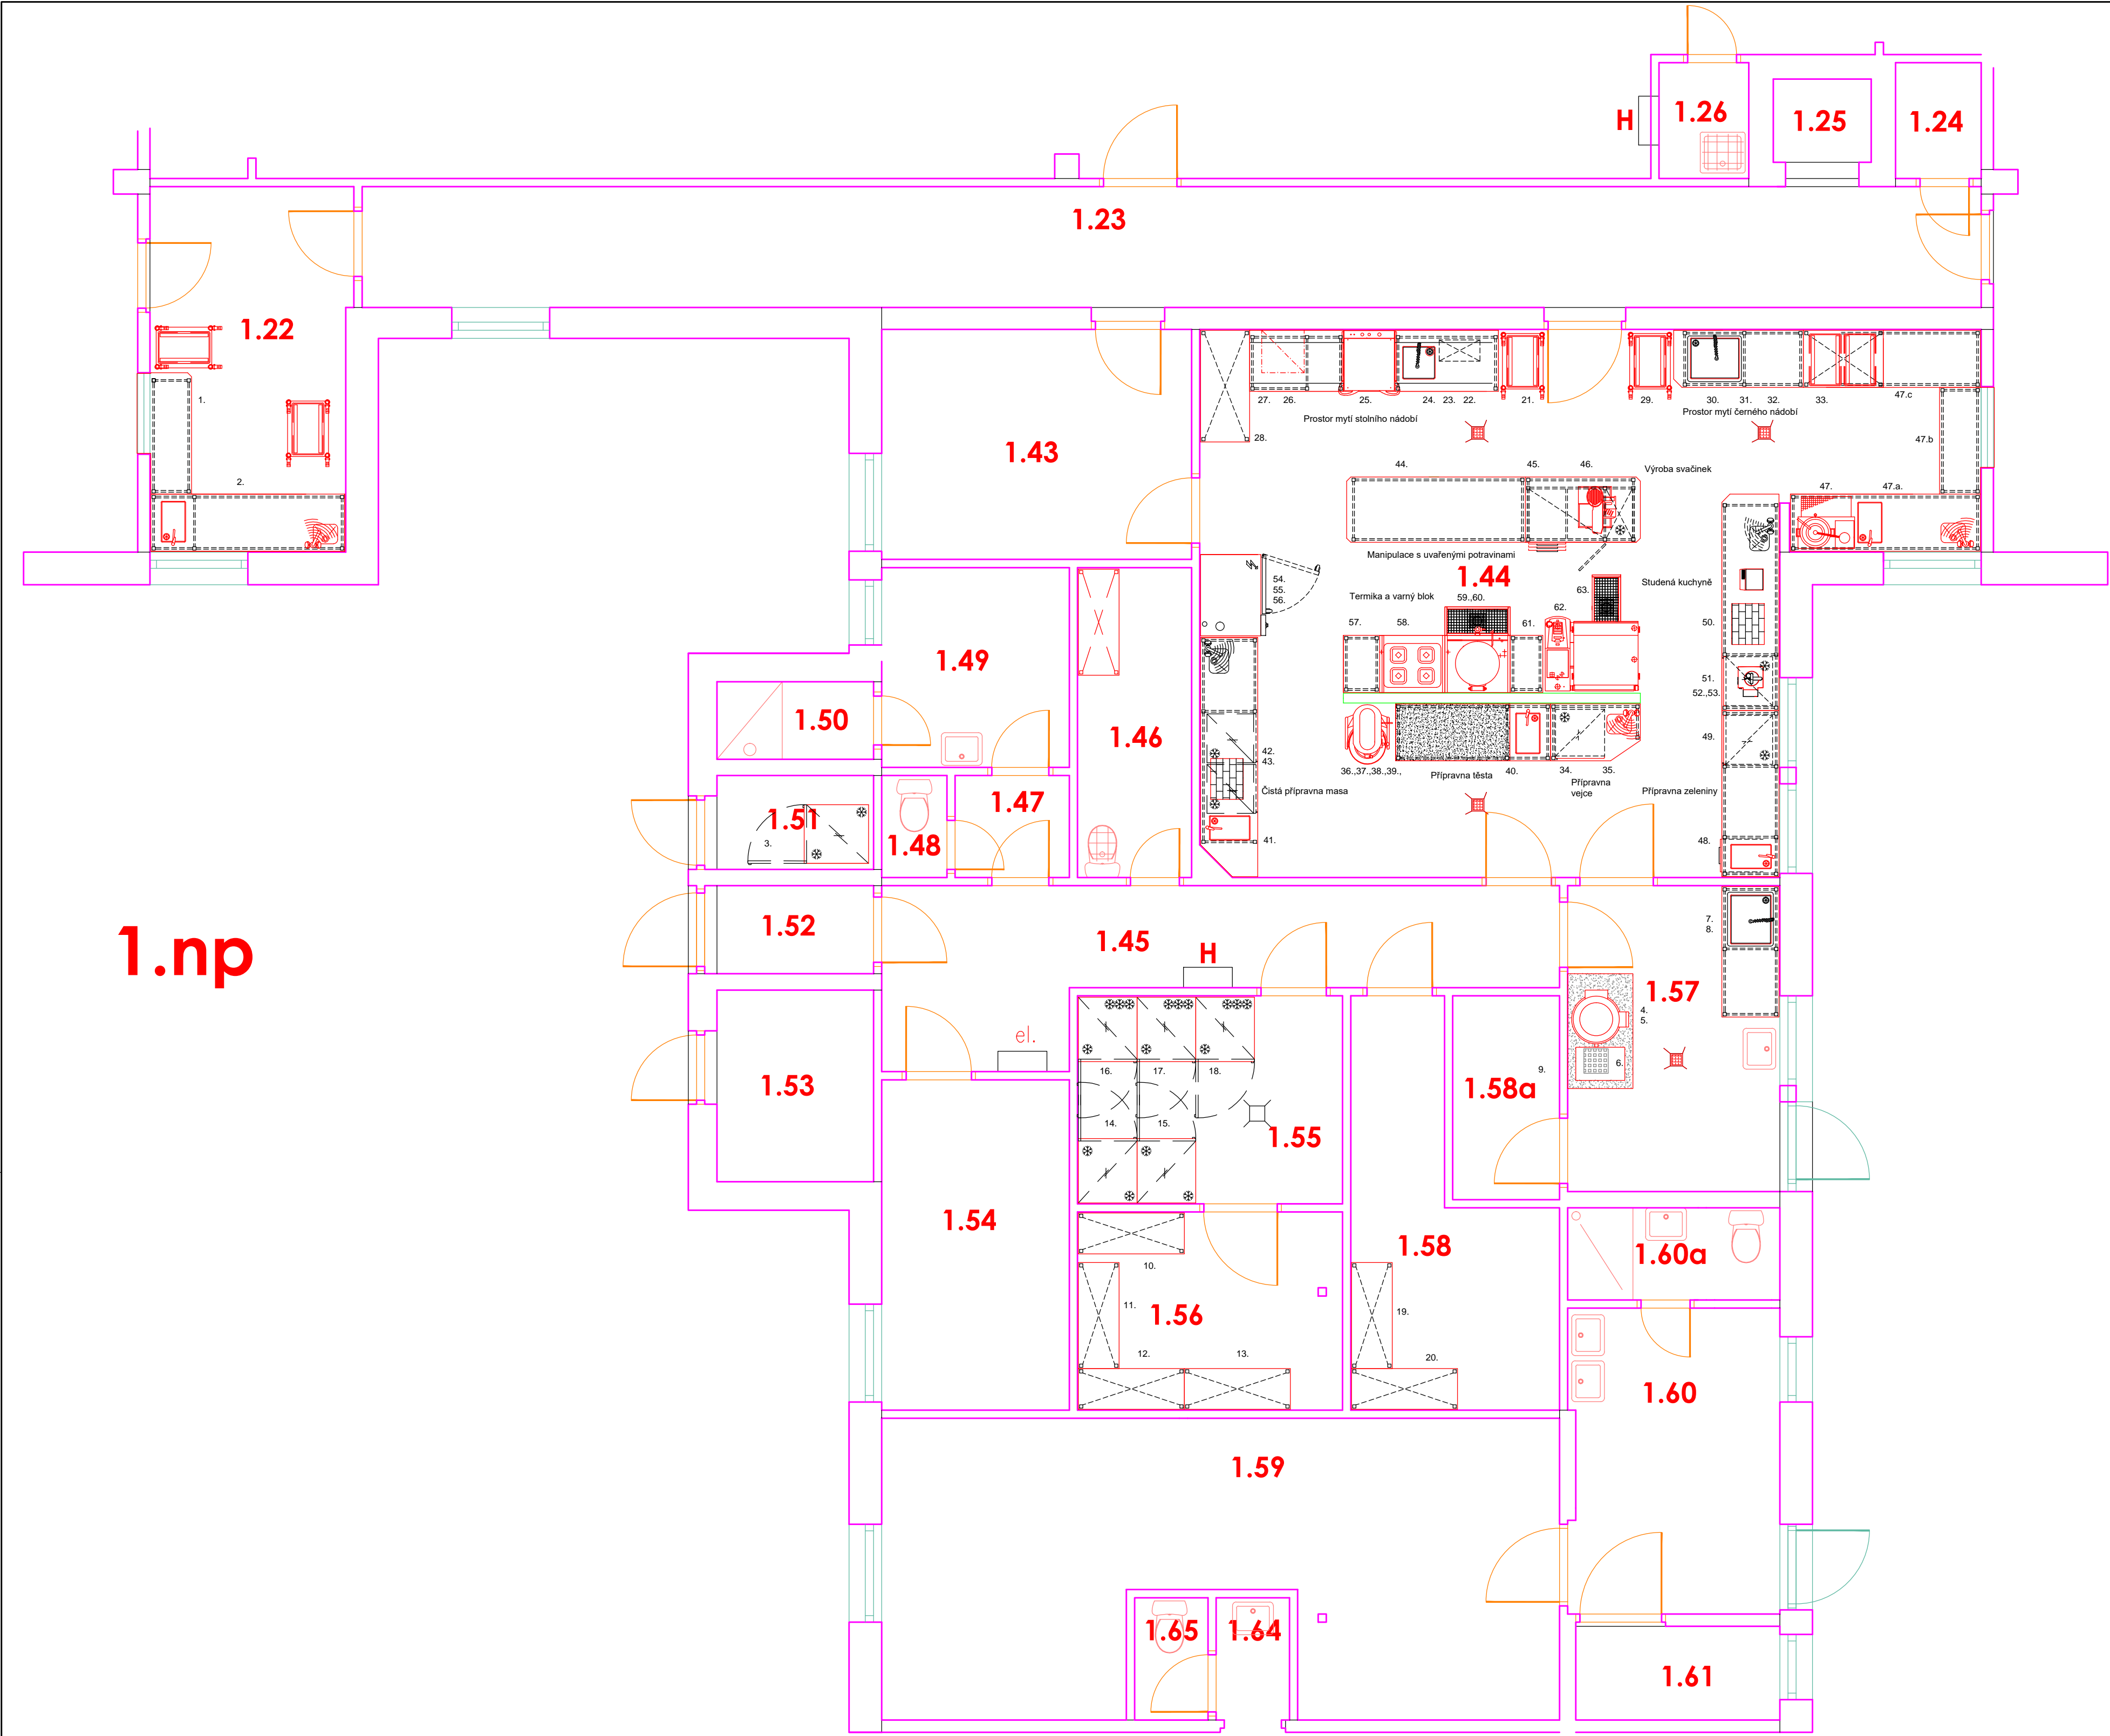 1.26
1.25
1.24
H
1.23
1.22
1.
2.
1.43
27. 26. 25. 24. 23. 22. 21. 29. 30. 31. 32. 33. 47.c
Prostor mytí stolního nádobí
Prostor mytí černého nádobí
28.
47.b
44. 45. 46.
Výroba svačinek
47. 47.a.
Manipulace s uvařenými potravinami
1.44
54.
55.
56.
Termika a varný blok
59.,60.
63.
Studená kuchyně
57. 58. 61. 62.
50.
1.49
51.
52.,53.
1.50
1.46
42.
43.
49.
36.,37.,38.,39.,
Přípravna těsta
40.
34. 35.
Přípravna
vejce
Přípravna zeleniny
Čistá přípravna masa
1.47
1.51
3.
1.48
41.
48.
1.np
1.52
1.45
H
7.
8.
1.57
4.
5.
6.
el.
16. 17. 18.
9.
1.53
1.58a
14. 15.
1.55
1.54
1.58
1.60a
10.
11.
1.56
19.
12. 13.
20.
1.60
1.59
1.65
1.64
1.61